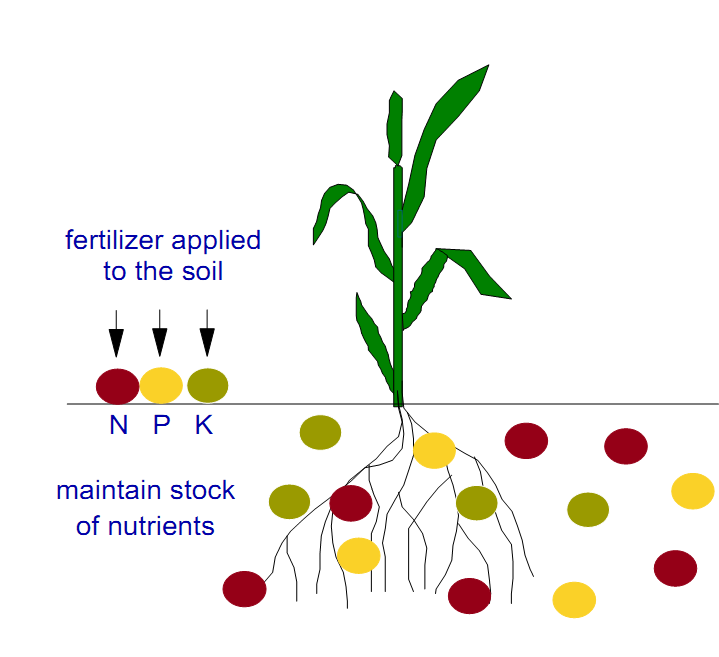 fertilizer applied
to the soil
N P K
maintain stock
of nutrients